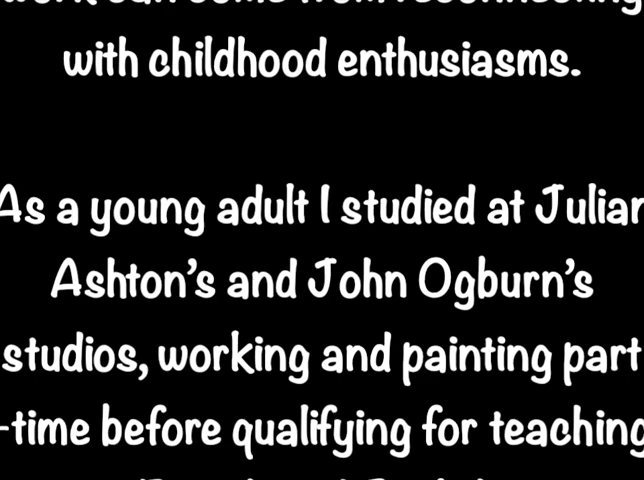 with childhood enthusiasms.
As a young adult I studied at Julian
Ashton's and John Ogburn's
studios, working and painting part
-time before qualifying for teaching